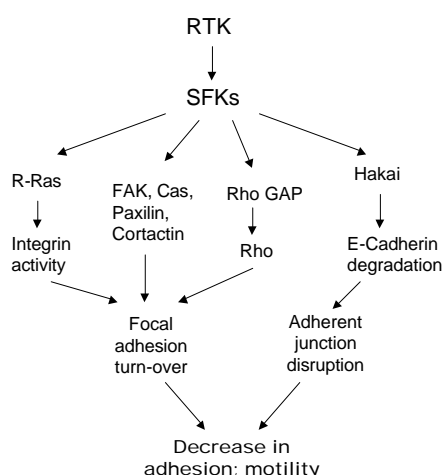 RTK
SFKs
R-Ras
FAK, Cas,
Paxilin,
Cortactin
Rho GAP
Hakai
Integrin
activity
Rho
E-Cadherin
degradation
Focal
adhesion
turn-over
Adherent
junction
disruption
Decrease in
adhesion; motility